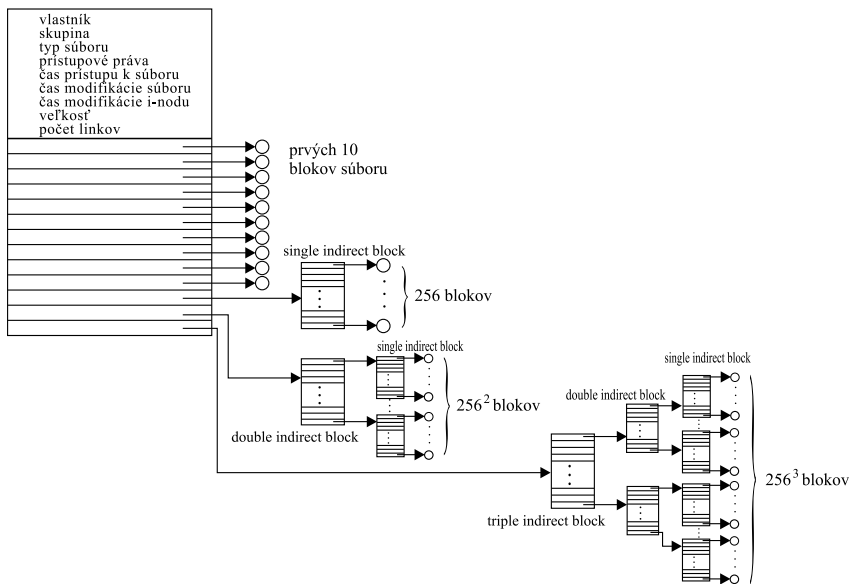 vlastník
skupina
typ súboru
prístupové práva
čas prístupu k súboru
čas modifikácie súboru
čas modifikácie i-nodu
veľkosť
počet linkov
prvých 10
blokov súboru
single indirect block
256 blokov
single indirect block
256² blokov
double indirect block
single indirect block
double indirect block
256³ blokov
triple indirect block